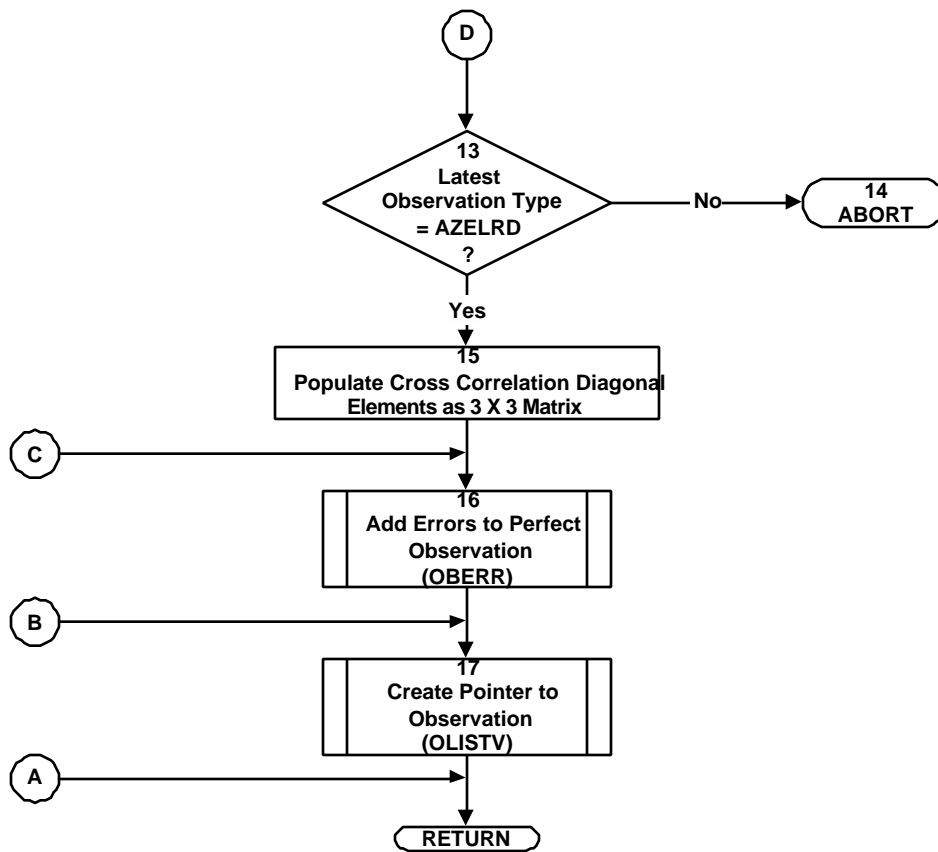 D
13
Latest
Observation Type
= AZELRD
?
No
14
ABORT
Yes
15
Populate Cross Correlation Diagonal
Elements as 3 X 3 Matrix
C
16
Add Errors to Perfect
Observation
(OBERR)
B
17
Create Pointer to
Observation
(OLISTV)
A
RETURN